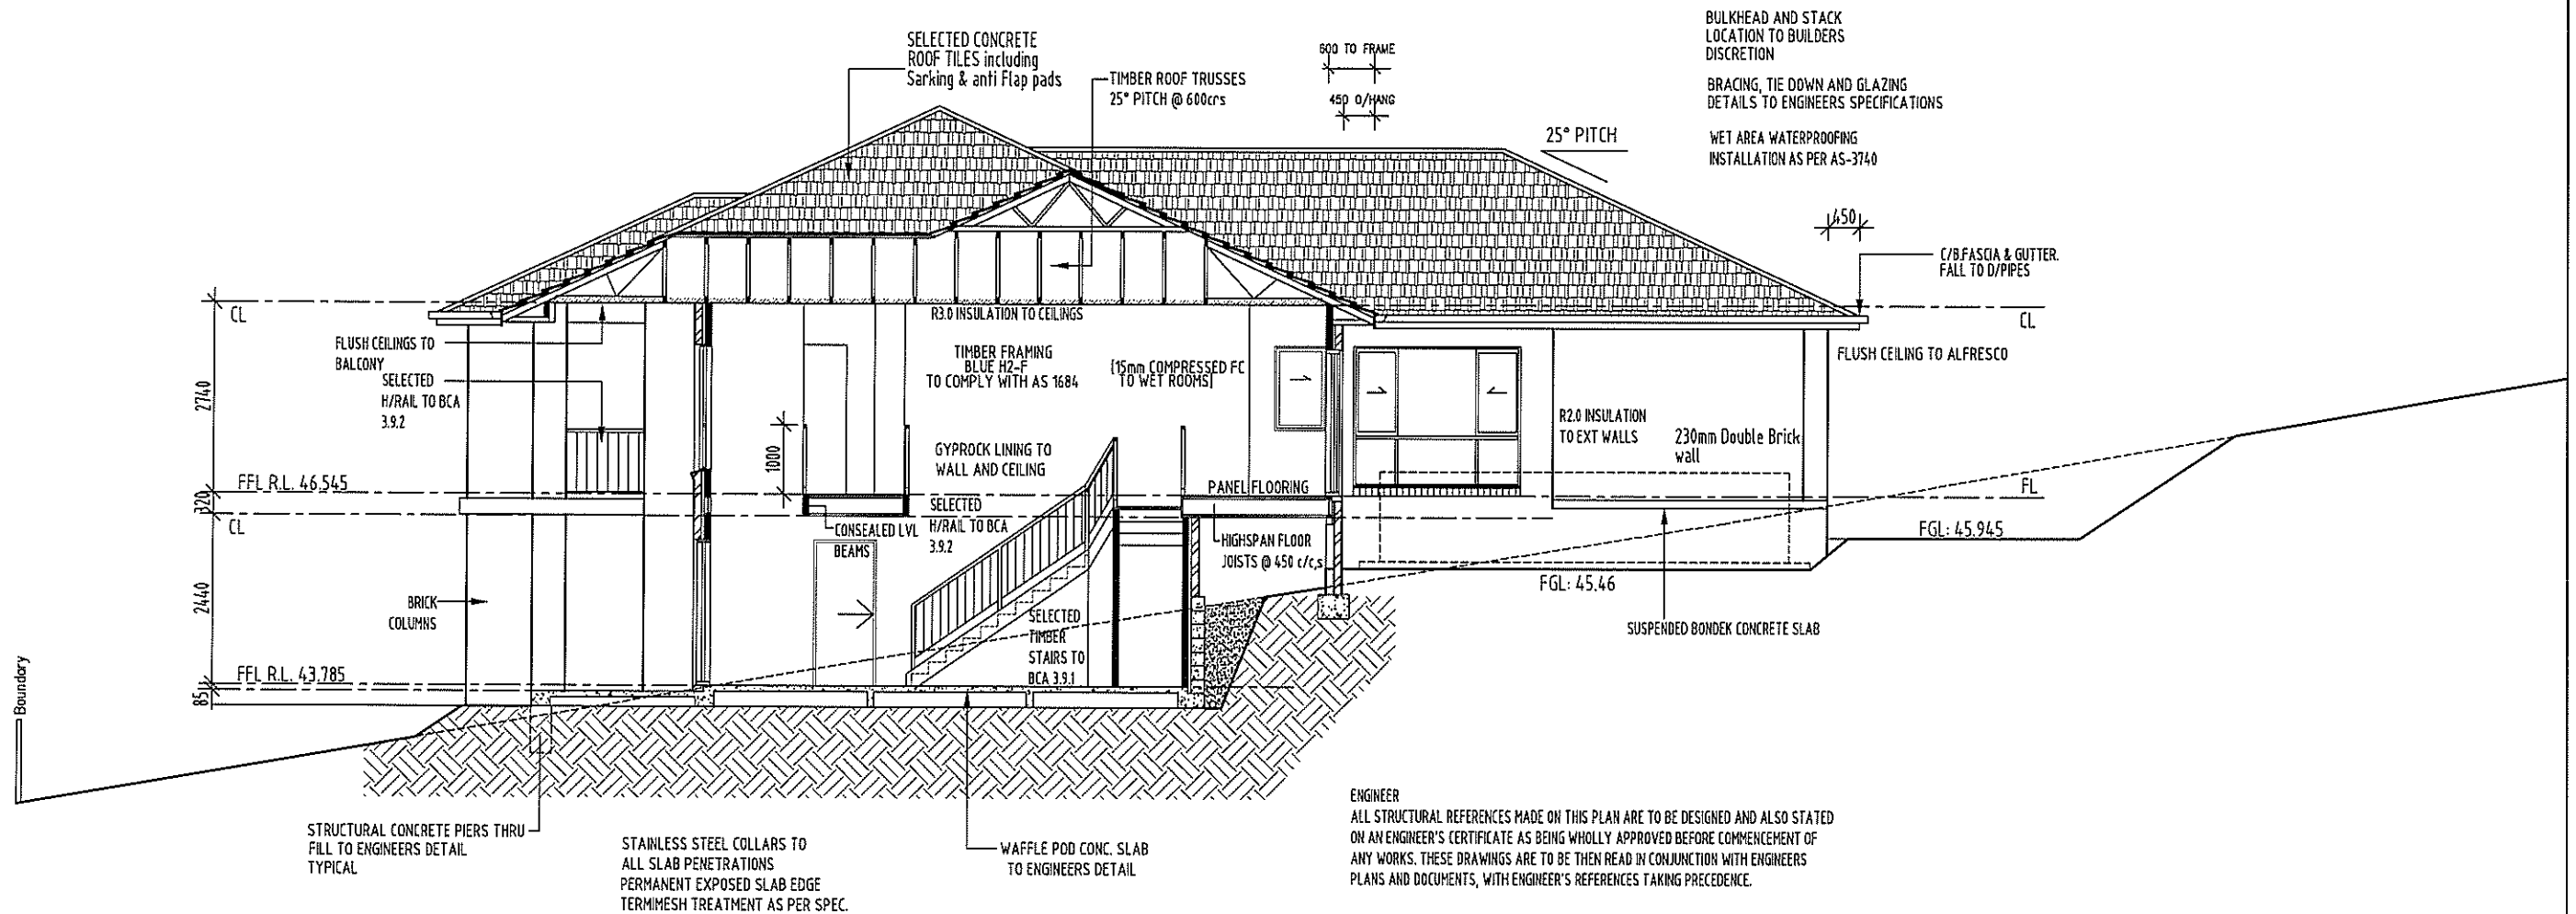 BULKHEAD AND STACK
LOCATION TO BUILDERS
DISCRETION
BRACING, TIE DOWN AND GLAZING
DETAILS TO ENGINEERS SPECIFICATIONS
WET AREA WATERPROOFING
INSTALLATION AS PER AS-3740
SELECTED CONCRETE
ROOF TILES including
Sarking & anti Flap pads
TIMBER ROOF TRUSSES
25° PITCH @ 600crs
600 TO FRAME
450 O/HANG
25° PITCH
450
C/B.FASCIA & GUTTER.
FALL TO D/PIPES
CL
CL
FLUSH CEILINGS TO
BALCONY
SELECTED
H/RAIL TO BCA
3.9.2
2740
R3.0 INSULATION TO CEILINGS
TIMBER FRAMING
BLUE H2-F
TO COMPLY WITH AS 1684
(15mm COMPRESSED FC
TO WET ROOMS)
FLUSH CEILING TO ALFRESCO
R2.0 INSULATION
TO EXT WALLS
230mm Double Brick
wall
1000
GYPROCK LINING TO
WALL AND CEILING
FFL R.L. 46.545
320
CL
PANEL FLOORING
FL
CONSEALED LVL
BEAMS
SELECTED
H/RAIL TO BCA
3.9.2
HIGHSPAN FLOOR
JOISTS @ 450 c/c,s
FGL: 45.945
FGL: 45.46
SUSPENDED BONDEK CONCRETE SLAB
2440
BRICK
COLUMNS
SELECTED
TIMBER
STAIRS TO
BCA 3.9.1
FFL R.L. 43.785
85
Boundary
STRUCTURAL CONCRETE PIERS THRU
FILL TO ENGINEERS DETAIL
TYPICAL
STAINLESS STEEL COLLARS TO
ALL SLAB PENETRATIONS
PERMANENT EXPOSED SLAB EDGE
TERMIMESH TREATMENT AS PER SPEC.
WAFFLE POD CONC. SLAB
TO ENGINEERS DETAIL
ENGINEER
ALL STRUCTURAL REFERENCES MADE ON THIS PLAN ARE TO BE DESIGNED AND ALSO STATED
ON AN ENGINEER'S CERTIFICATE AS BEING WHOLLY APPROVED BEFORE COMMENCEMENT OF
ANY WORKS. THESE DRAWINGS ARE TO BE THEN READ IN CONJUNCTION WITH ENGINEERS
PLANS AND DOCUMENTS, WITH ENGINEER'S REFERENCES TAKING PRECEDENCE.